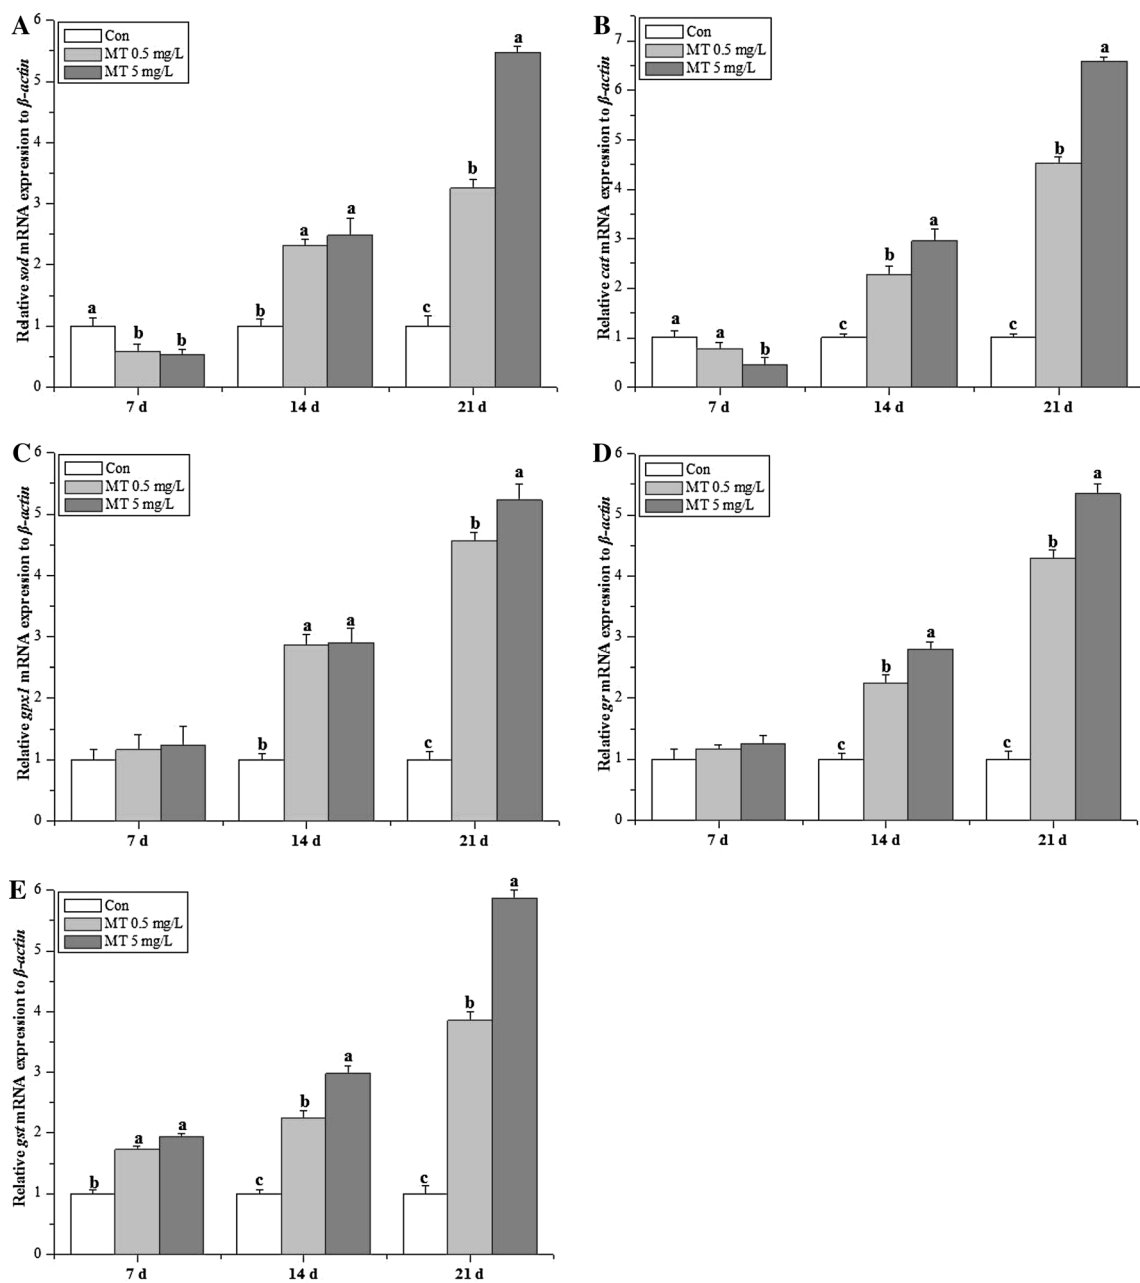 A
Relative sod mRNA expression to β-actin
Con
MT 0.5 mg/L
MT 5 mg/L
6
5
4
3
2
1
0
a
b
b
b
a
a
c
b
a
7 d
14 d
21 d
B
Relative cat mRNA expression to β-actin
Con
MT 0.5 mg/L
MT 5 mg/L
7
6
5
4
3
2
1
0
a
a
b
c
b
a
c
b
a
7 d
14 d
21 d
C
Relative gpx1 mRNA expression to β-actin
Con
MT 0.5 mg/L
MT 5 mg/L
6
5
4
3
2
1
0
b
a
a
c
b
a
7 d
14 d
21 d
D
Relative gr mRNA expression to β-actin
Con
MT 0.5 mg/L
MT 5 mg/L
6
5
4
3
2
1
0
c
b
a
c
b
a
7 d
14 d
21 d
E
Relative gst mRNA expression to β-actin
Con
MT 0.5 mg/L
MT 5 mg/L
6
5
4
3
2
1
0
b
a
a
c
b
a
c
b
a
7 d
14 d
21 d